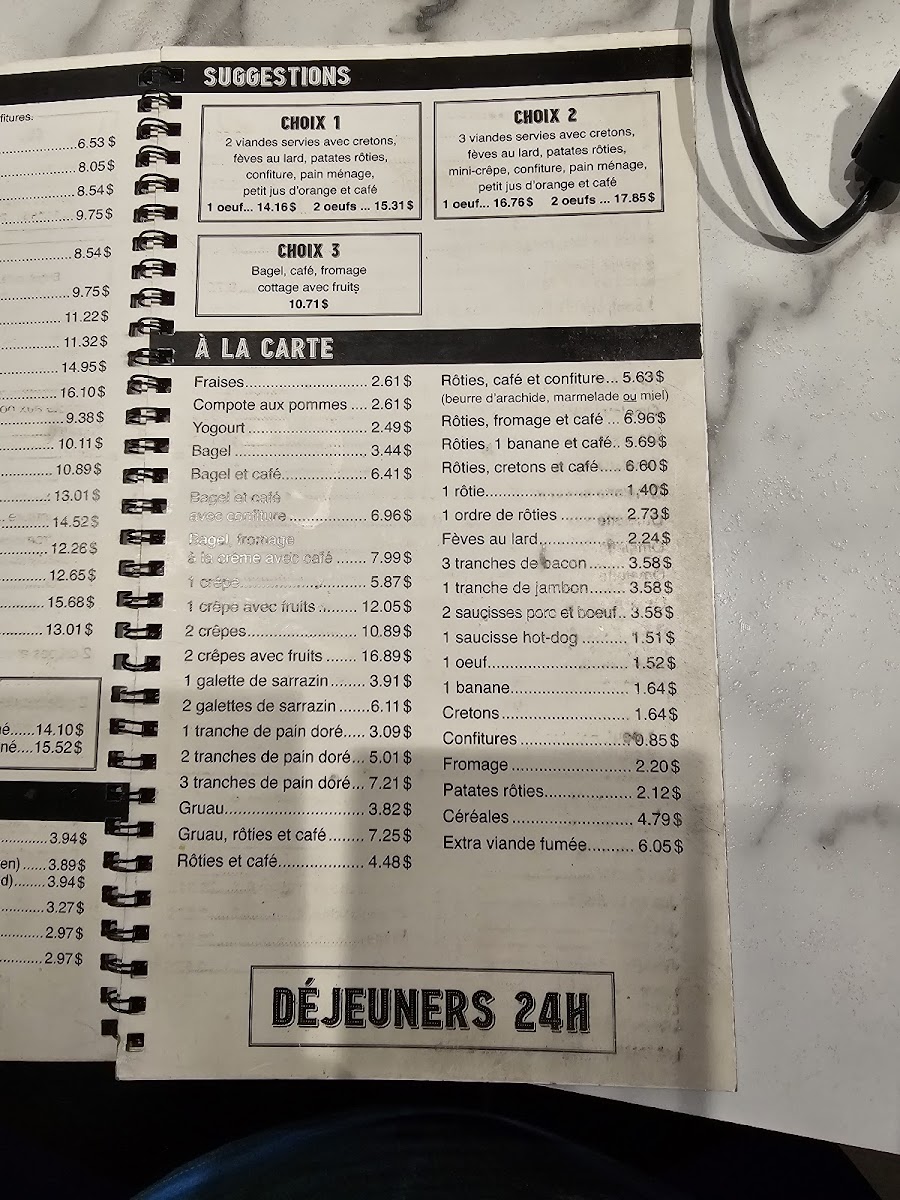 fitures.
6.53 $
8.05 $
8.54 $
9.75 $
8.54 $
9.75 $
11.22 $
11.32 $
14.95 $
16.10 $
9.38 $
10.11 $
10.89 $
13.01 $
14.52 $
12.26 $
12.65 $
15.68 $
13.01 $
né......14.10 $
né....15.52 $
3.94 $
en)......3.89 $
d)........3.94 $
3.27 $
2.97 $
2.97 $
SUGGESTIONS
CHOIX 1
2 viandes servies avec cretons,
fèves au lard, patates rôties,
confiture, pain ménage,
petit jus d'orange et café
1 oeuf... 14.16 $ 2 oeufs ... 15.31 $
CHOIX 2
3 viandes servies avec cretons,
fèves au lard, patates rôties,
mini-crêpe, confiture, pain ménage,
petit jus d'orange et café
1 oeuf... 16.76 $ 2 oeufs ... 17.85 $
CHOIX 3
Bagel, café, fromage
cottage avec fruits
10.71 $
À LA CARTE
Fraises............................ 2.61 $
Compote aux pommes .... 2.61 $
Yogourt ............................ 2.49 $
Bagel ............................... 3.44 $
Bagel et café.................... 6.41 $
Bagel et café
avec confiture .................. 6.96 $
Bagel, fromage
à la crème avec café ....... 7.99 $
1 crêpe............................. 5.87 $
1 crêpe avec fruits ......... 12.05 $
2 crêpes......................... 10.89 $
2 crêpes avec fruits ....... 16.89 $
1 galette de sarrazin........ 3.91 $
2 galettes de sarrazin .......6.11 $
1 tranche de pain doré..... 3.09 $
2 tranches de pain doré... 5.01 $
3 tranches de pain doré... 7.21 $
Gruau................................ 3.82 $
Gruau, rôties et café ........ 7.25 $
Rôties et café.................... 4.48 $
Rôties, café et confiture... 5.63 $
(beurre d'arachide, marmelade ou miel)
Rôties, fromage et café ... 6.96 $
Rôties, 1 banane et café.. 5.69 $
Rôties, cretons et café..... 6.60 $
1 rôtie............................... 1.40 $
1 ordre de rôties ............... 2.73 $
Fèves au lard.................... 2.24 $
3 tranches de bacon......... 3.58 $
1 tranche de jambon......... 3.58 $
2 saucisses porc et boeuf.. 3.58 $
1 saucisse hot-dog .......... 1.51 $
1 oeuf................................ 1.52 $
1 banane........................... 1.64 $
Cretons ............................. 1.64 $
Confitures ......................... 0.85 $
Fromage ........................... 2.20 $
Patates rôties.................... 2.12 $
Céréales ........................... 4.79 $
Extra viande fumée.......... 6.05 $
DÉJEUNERS 24H